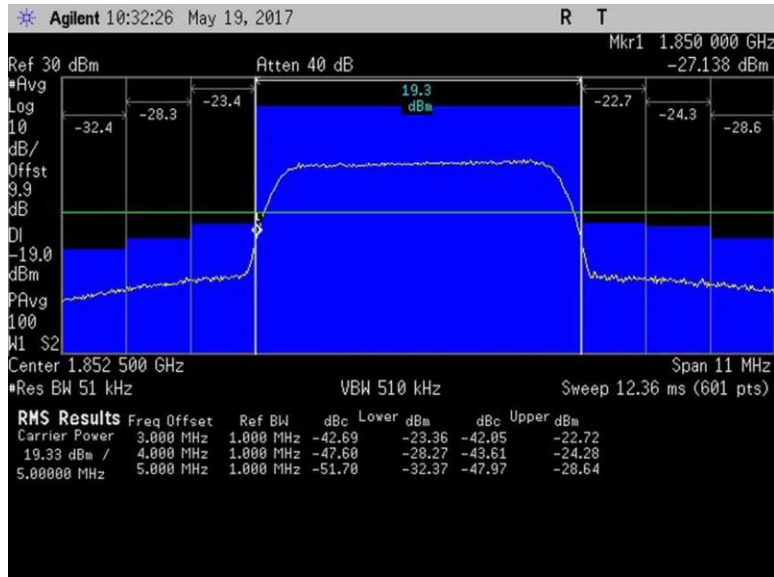 Agilent 10:32:26 May 19, 2017 R T
Mkr1 1.850 000 GHz
Ref 30 dBm Atten 40 dB -27.138 dBm
#Avg
Log
10
dB/
Offst
9.9
dB
DI
-19.0
dBm
PAvg
100
W1 S2
19.3
dBm
-32.4 -28.3 -23.4 -22.7 -24.3 -28.6
1
Center 1.852 500 GHz Span 11 MHz
#Res BW 51 kHz VBW 510 kHz Sweep 12.36 ms (601 pts)
RMS Results Freq Offset Ref BW dBc Lower dBm dBc Upper dBm
Carrier Power 3.000 MHz 1.000 MHz -42.69 -23.36 -42.05 -22.72
19.33 dBm / 4.000 MHz 1.000 MHz -47.60 -28.27 -43.61 -24.28
5.00000 MHz 5.000 MHz 1.000 MHz -51.70 -32.37 -47.97 -28.64